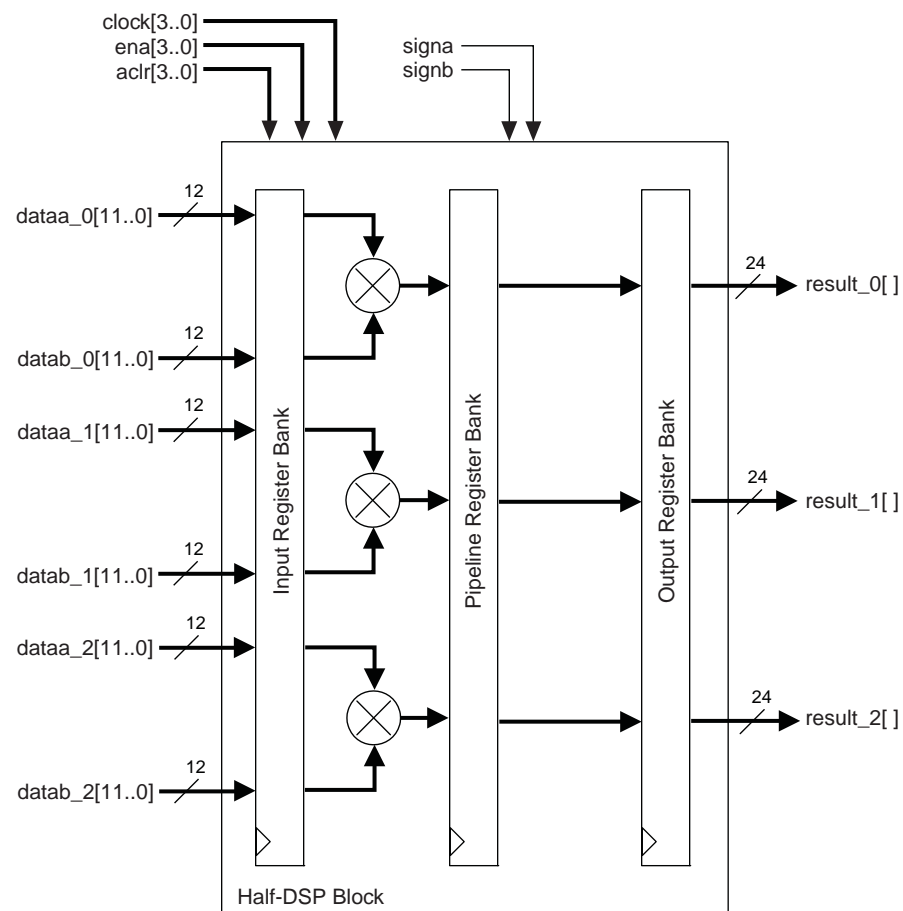 clock[3..0]
ena[3..0]
aclr[3..0]
signa
signb
12
dataa_0[11..0]
24
result_0[ ]
12
datab_0[11..0]
12
dataa_1[11..0]
24
result_1[ ]
12
datab_1[11..0]
12
dataa_2[11..0]
24
result_2[ ]
12
datab_2[11..0]
Input Register Bank
Pipeline Register Bank
Output Register Bank
Half-DSP Block